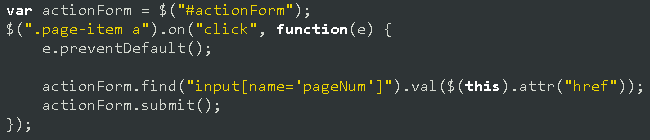 var actionForm = $("#actionForm");
$(".page-item a").on("click", function(e) {
    e.preventDefault();

    actionForm.find("input[name='pageNum']").val($(this).attr("href"));
    actionForm.submit();
});